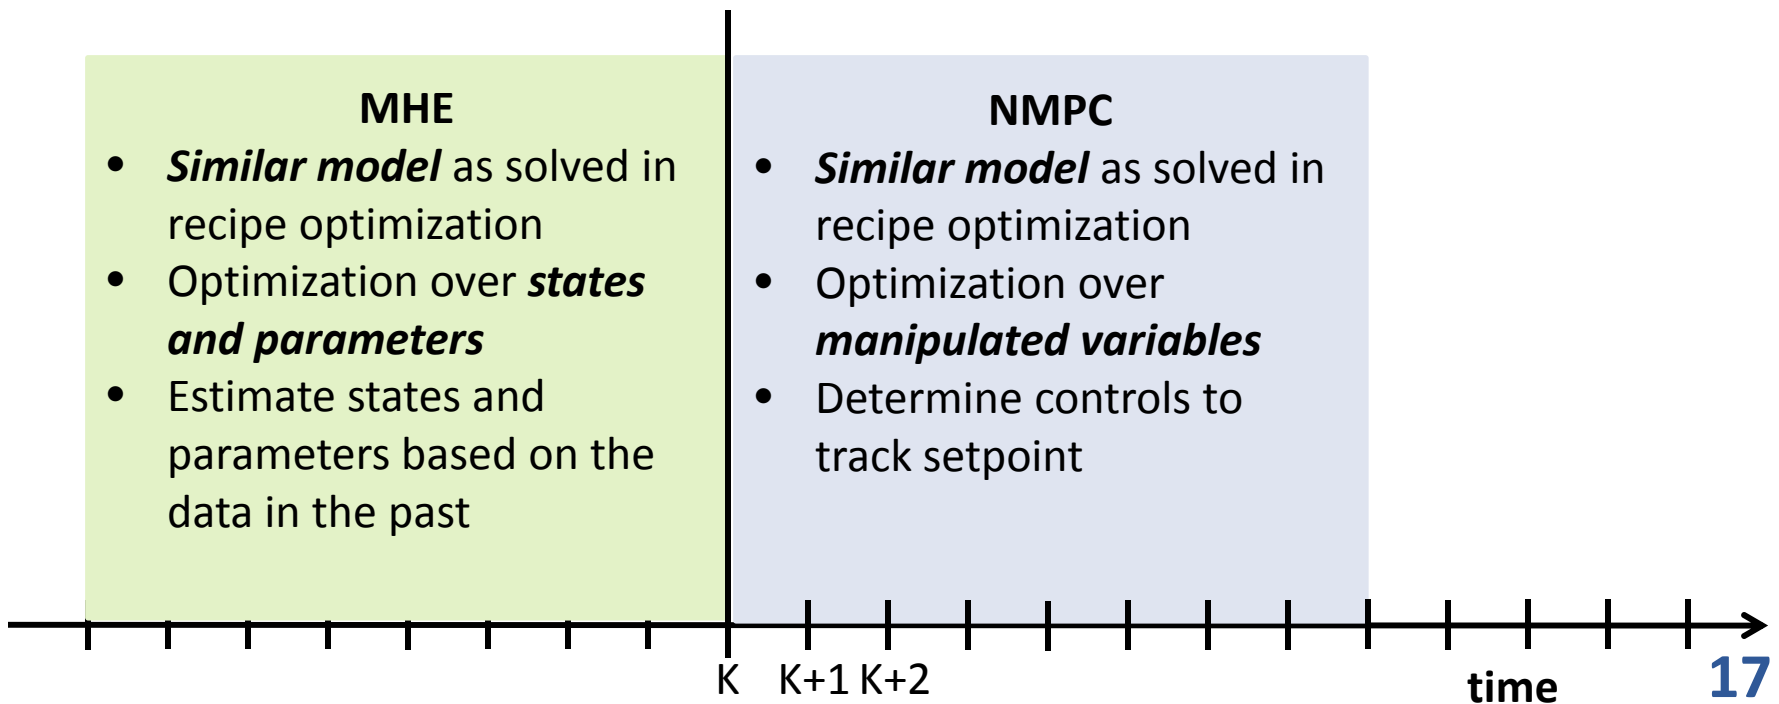 MHE
• Similar model as solved in
recipe optimization
• Optimization over states
and parameters
• Estimate states and
parameters based on the
data in the past
NMPC
• Similar model as solved in
recipe optimization
• Optimization over
manipulated variables
• Determine controls to
track setpoint
K K+1 K+2
time
17